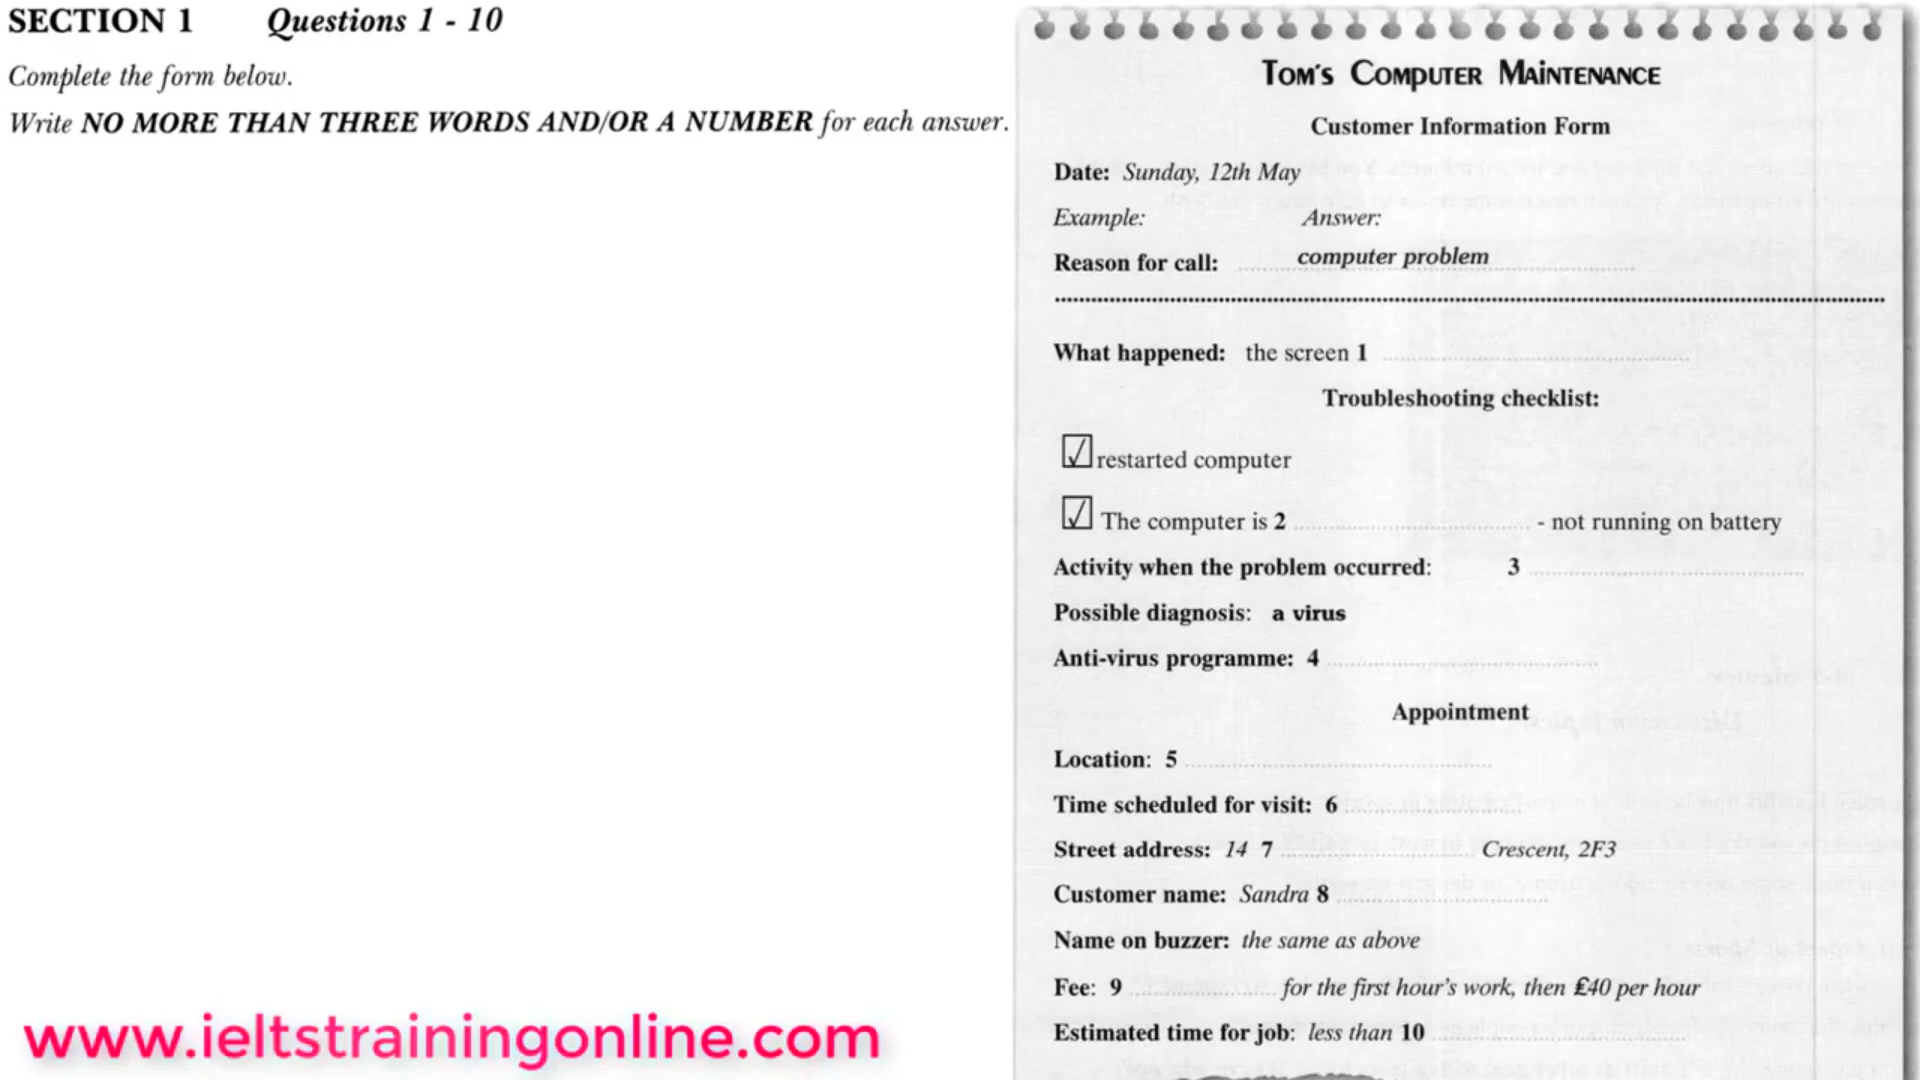 SECTION 1 Questions 1 - 10
Complete the form below.
Write NO MORE THAN THREE WORDS AND/OR A NUMBER for each answer.
TOM'S COMPUTER MAINTENANCE
Customer Information Form
Date: Sunday, 12th May
Example: Answer:
Reason for call: computer problem
What happened: the screen 1
Troubleshooting checklist:
restarted computer
The computer is 2 - not running on battery
Activity when the problem occurred: 3
Possible diagnosis: a virus
Anti-virus programme: 4
Appointment
Location: 5
Time scheduled for visit: 6
Street address: 14 7 Crescent, 2F3
Customer name: Sandra 8
Name on buzzer: the same as above
Fee: 9 for the first hour's work, then £40 per hour
Estimated time for job: less than 10
www.ieltstrainingonline.com